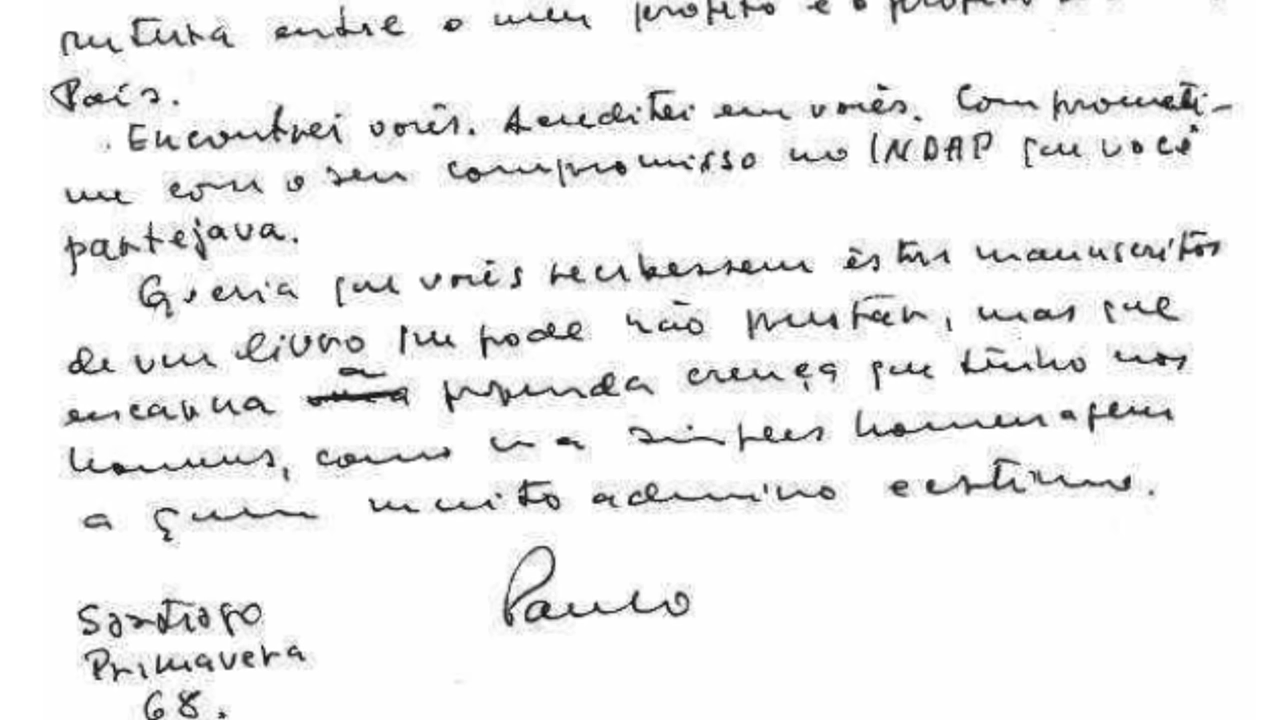 rutura entre o meu projeto e o projeto
País.
Encontrei vocês. Acreditei em vocês. Comprometi-
me com o seu compromisso no INDAP que você
partejava.
Queria que vocês recebessem êstes manuscritos
de um livro que pode não prestar, mas que
encarna a profunda crença que tenho nos
homens, como uma simples homenagem
a quem muito admiro e estimo.
Paulo
Santiago
Primavera
68.